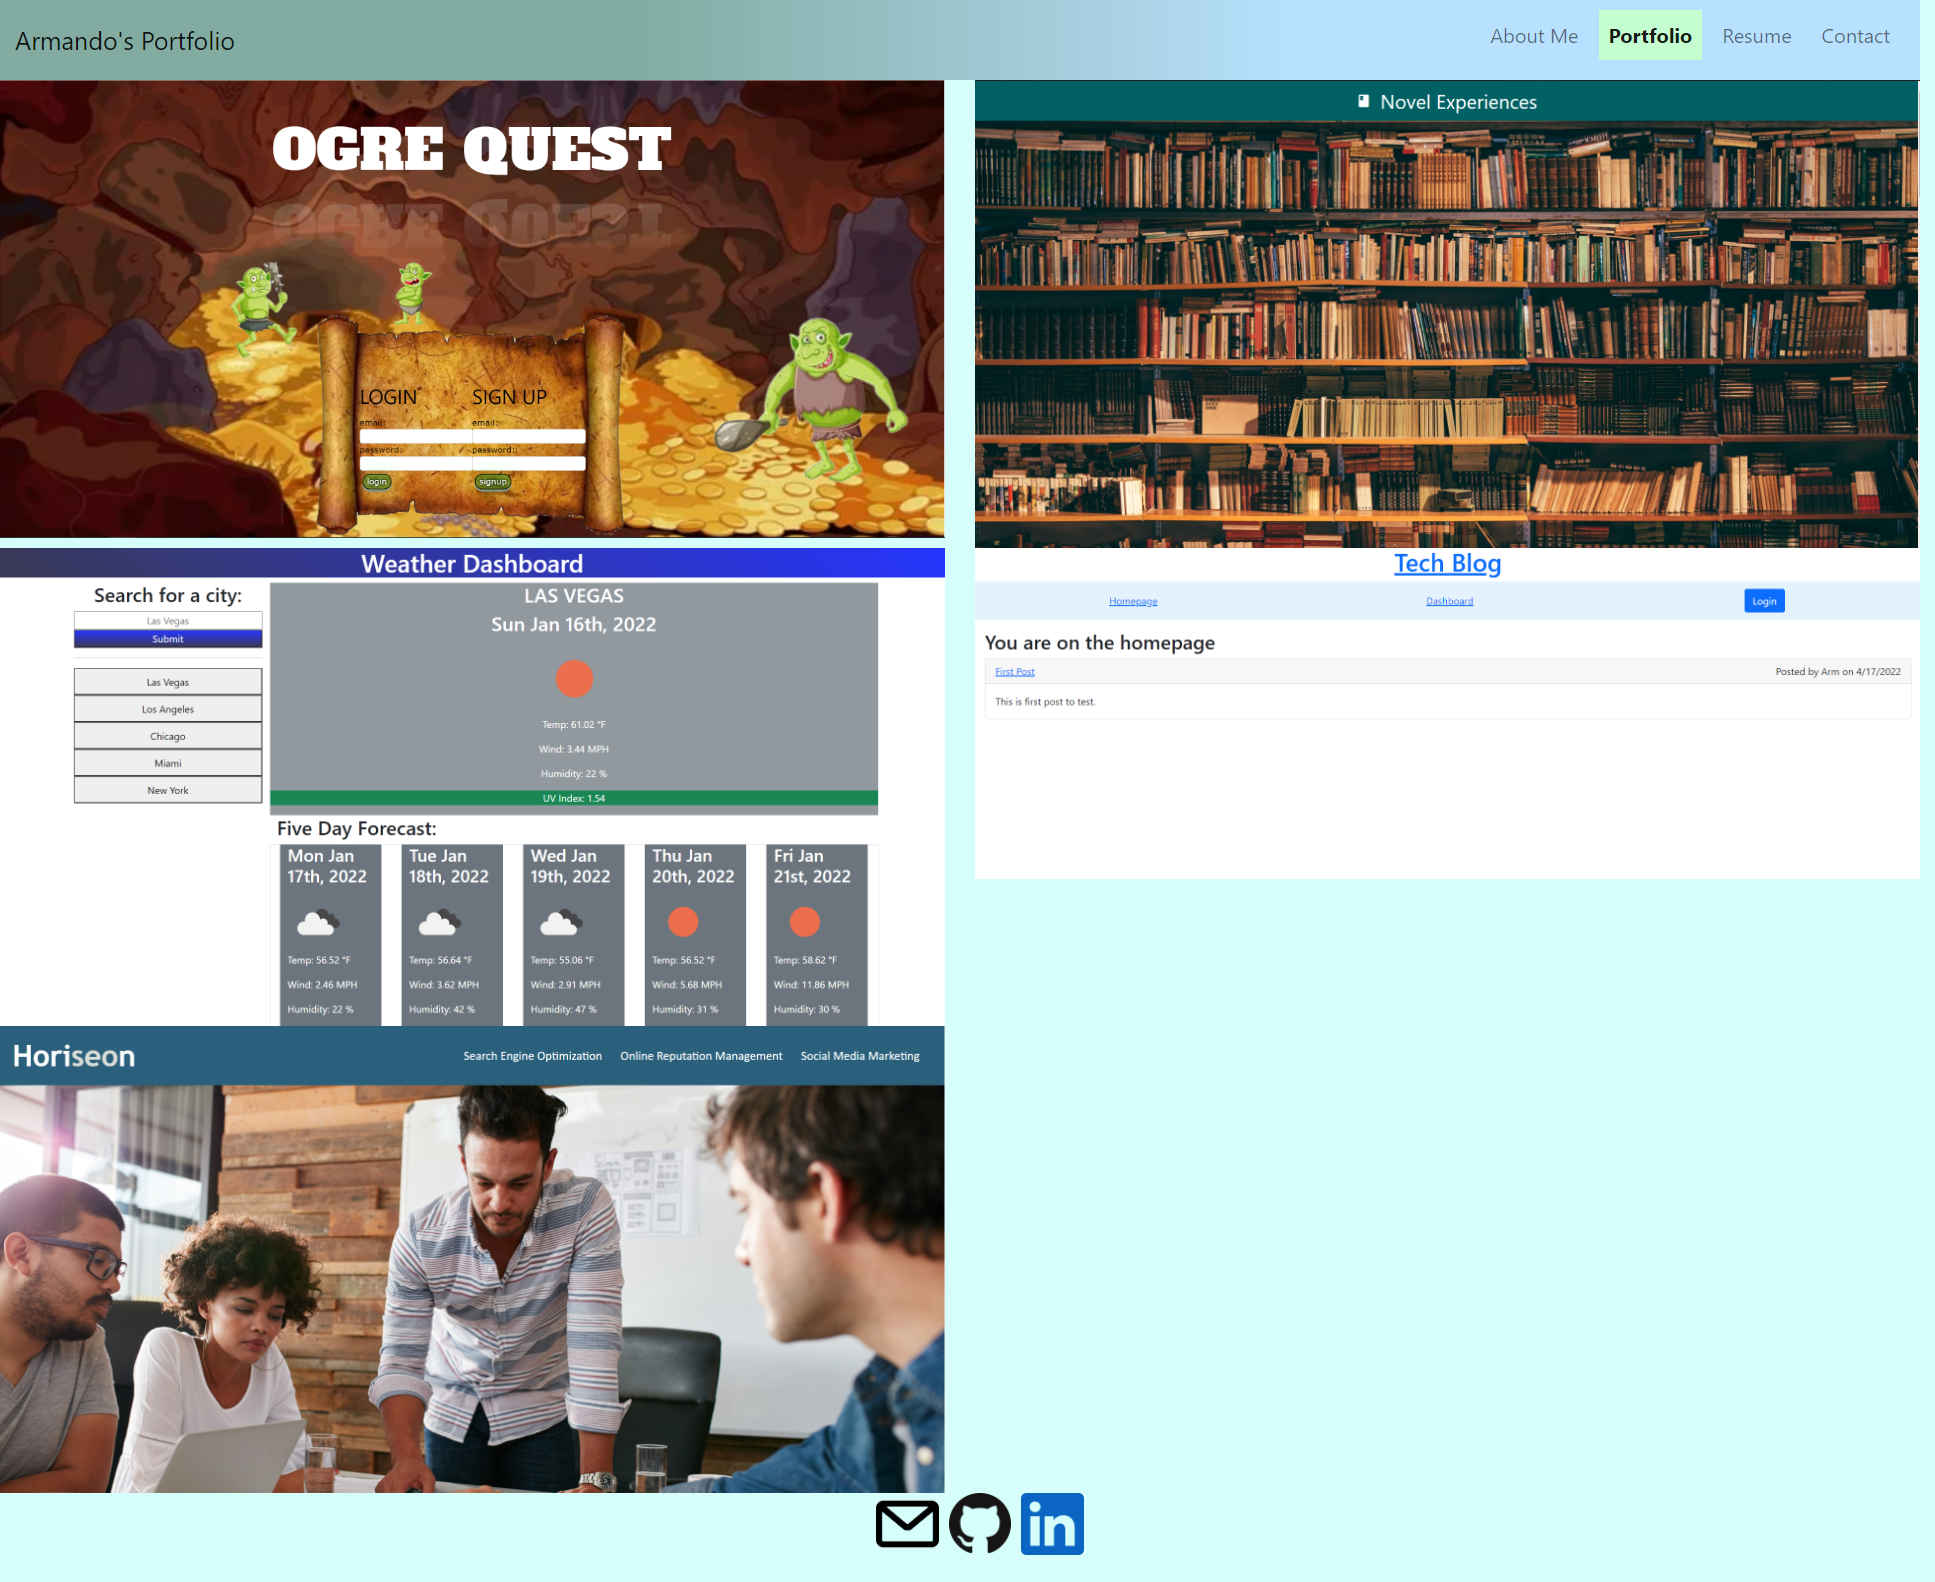 Armando's Portfolio
About Me
Portfolio
Resume
Contact
OGRE QUEST
OGRE QUEST
LOGIN
SIGN UP
email:
email:
password:
password:
login
signup
Novel Experiences
Weather Dashboard
Search for a city:
Las Vegas
Submit
Las Vegas
Los Angeles
Chicago
Miami
New York
LAS VEGAS
Sun Jan 16th, 2022
Temp: 61.02 °F
Wind: 3.44 MPH
Humidity: 22 %
UV Index: 1.54
Five Day Forecast:
Mon Jan
17th, 2022
Temp: 56.52 °F
Wind: 2.46 MPH
Humidity: 22 %
Tue Jan
18th, 2022
Temp: 56.64 °F
Wind: 3.62 MPH
Humidity: 42 %
Wed Jan
19th, 2022
Temp: 55.06 °F
Wind: 2.91 MPH
Humidity: 47 %
Thu Jan
20th, 2022
Temp: 56.52 °F
Wind: 5.68 MPH
Humidity: 31 %
Fri Jan
21st, 2022
Temp: 58.62 °F
Wind: 11.86 MPH
Humidity: 30 %
Tech Blog
Homepage
Dashboard
Login
You are on the homepage
First Post
Posted by Arm on 4/17/2022
This is first post to test.
Horiseon
Search Engine Optimization
Online Reputation Management
Social Media Marketing
in